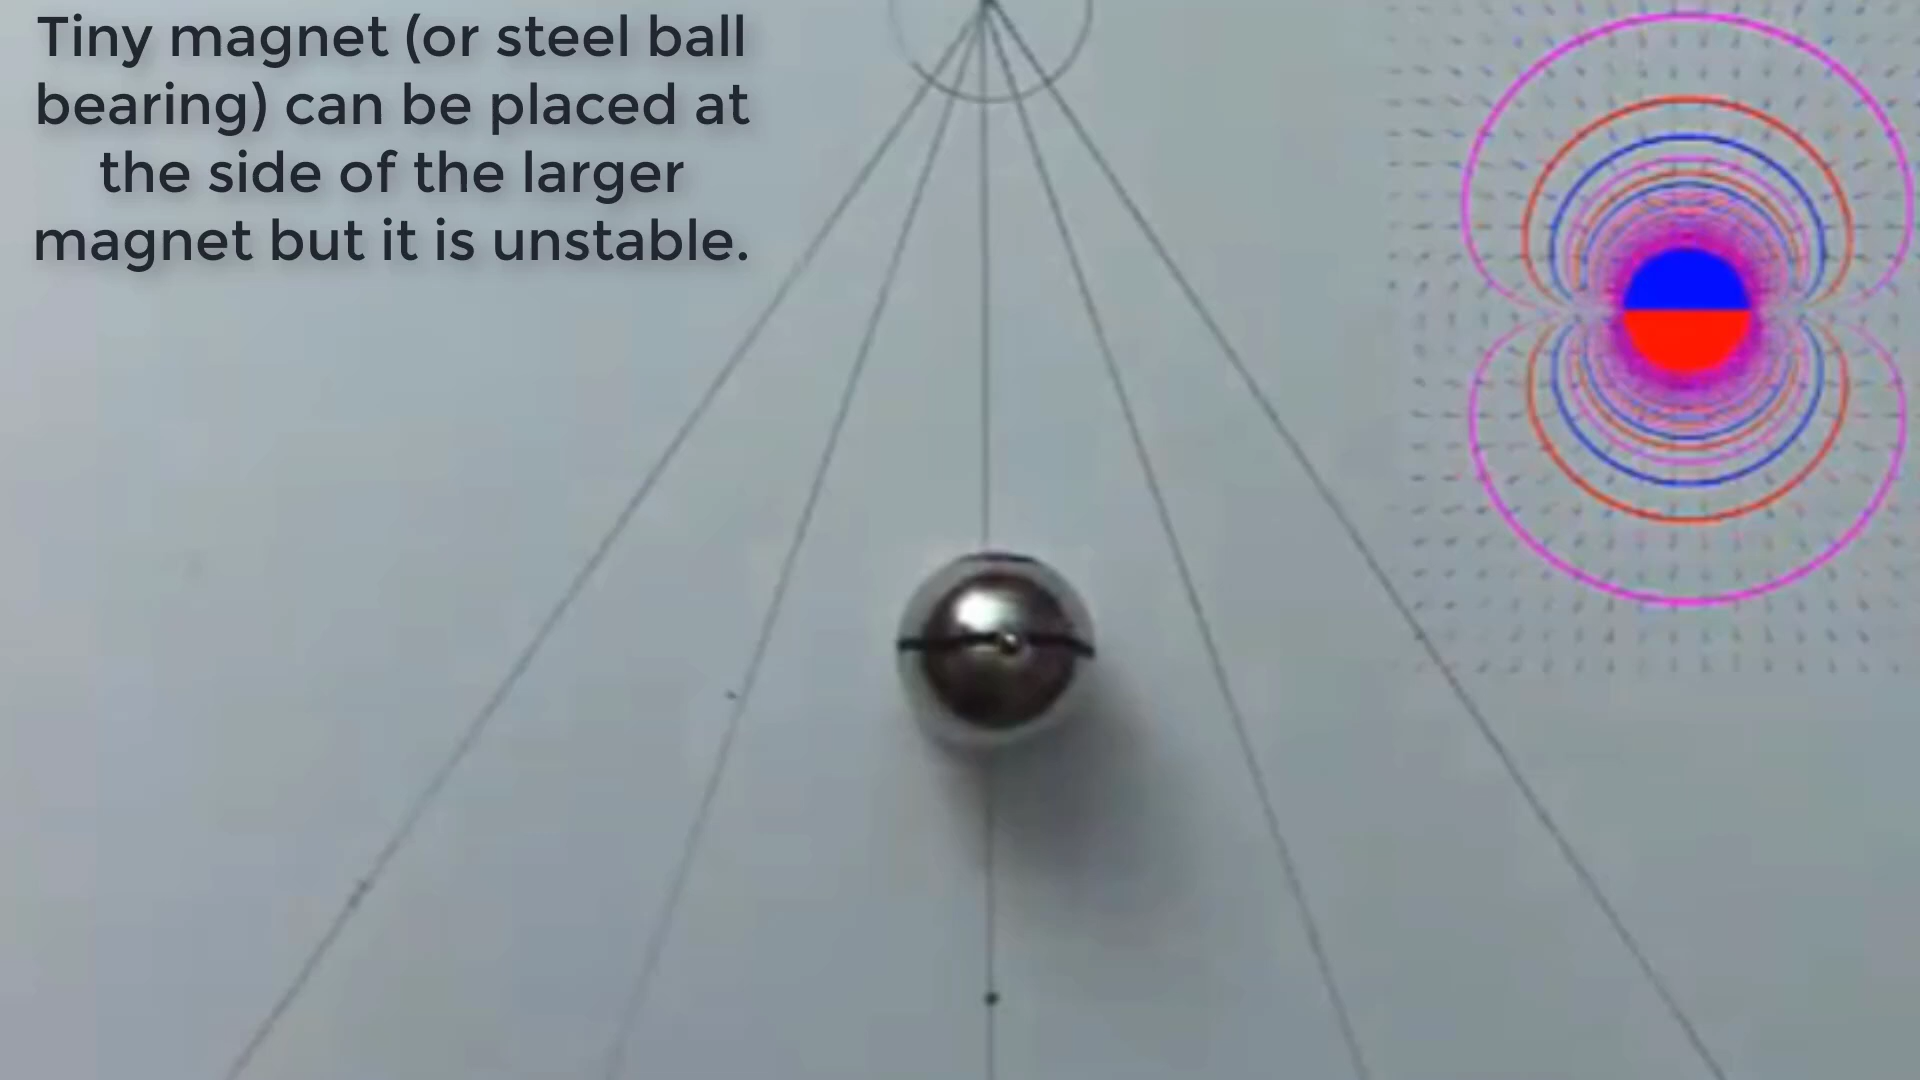 Tiny magnet (or steel ball
bearing) can be placed at
the side of the larger
magnet but it is unstable.